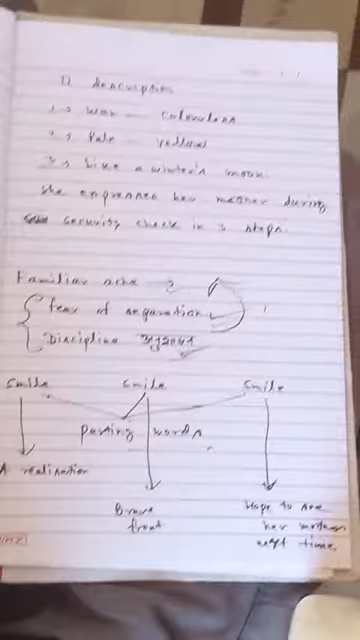 1) description
1 → wan — colourless
2 → Pale — yellow
3 → Like a winter's moon.
She expresses her mother during
security check in 3 steps.
Familiar ache - 2
fear of separation
Discipline
Smile Smile Smile
parting words
A realisation
Brave
front
Hope to see
her mother
next time.